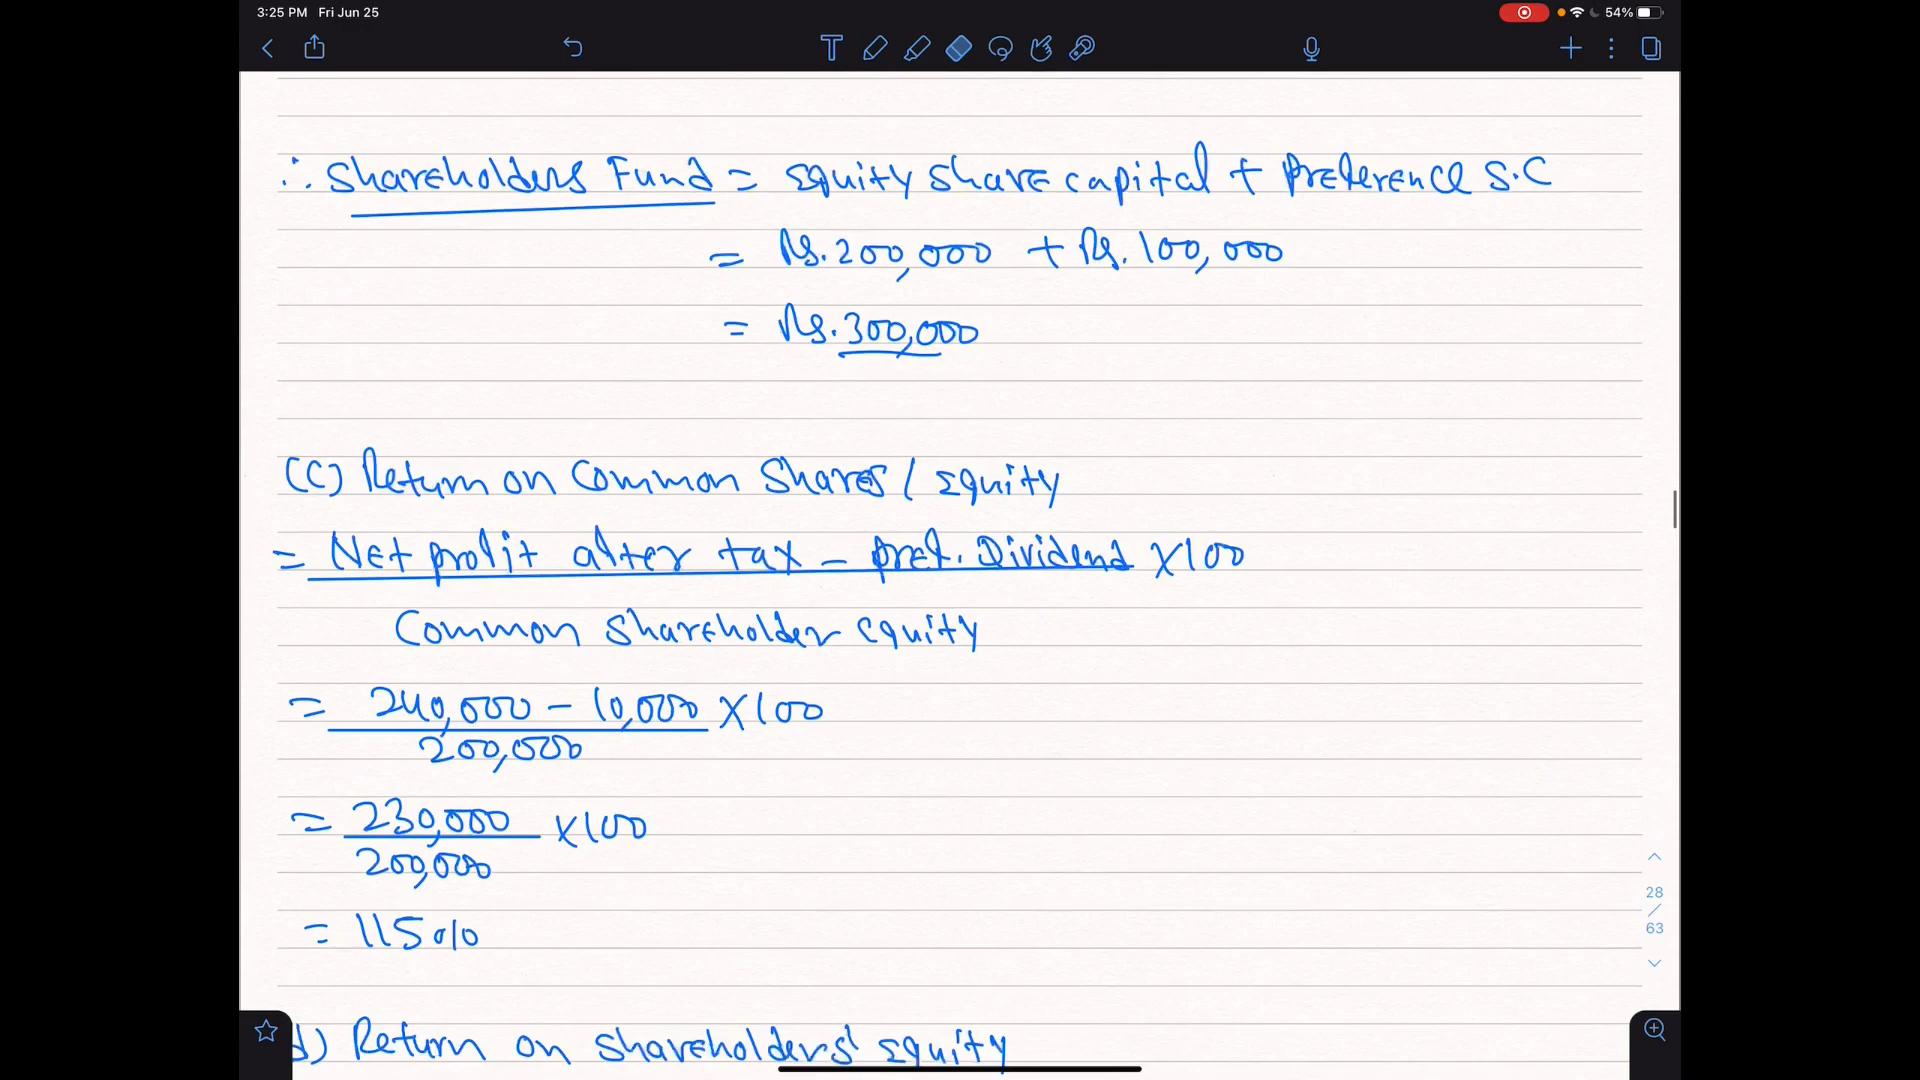 3:25 PM Fri Jun 25
54%
∴ Shareholders Fund = Equity share capital + Preference S.C
= Rs.200,000 + Rs.100,000
= Rs.300,000
(C) Return on Common Shares / Equity
= Net profit after tax - pref. Dividend X100
Common Shareholder equity
= 240,000 - 10,000 X100
200,000
= 230,000 X100
200,000
= 115%
28
/
63
d) Return on shareholders' equity